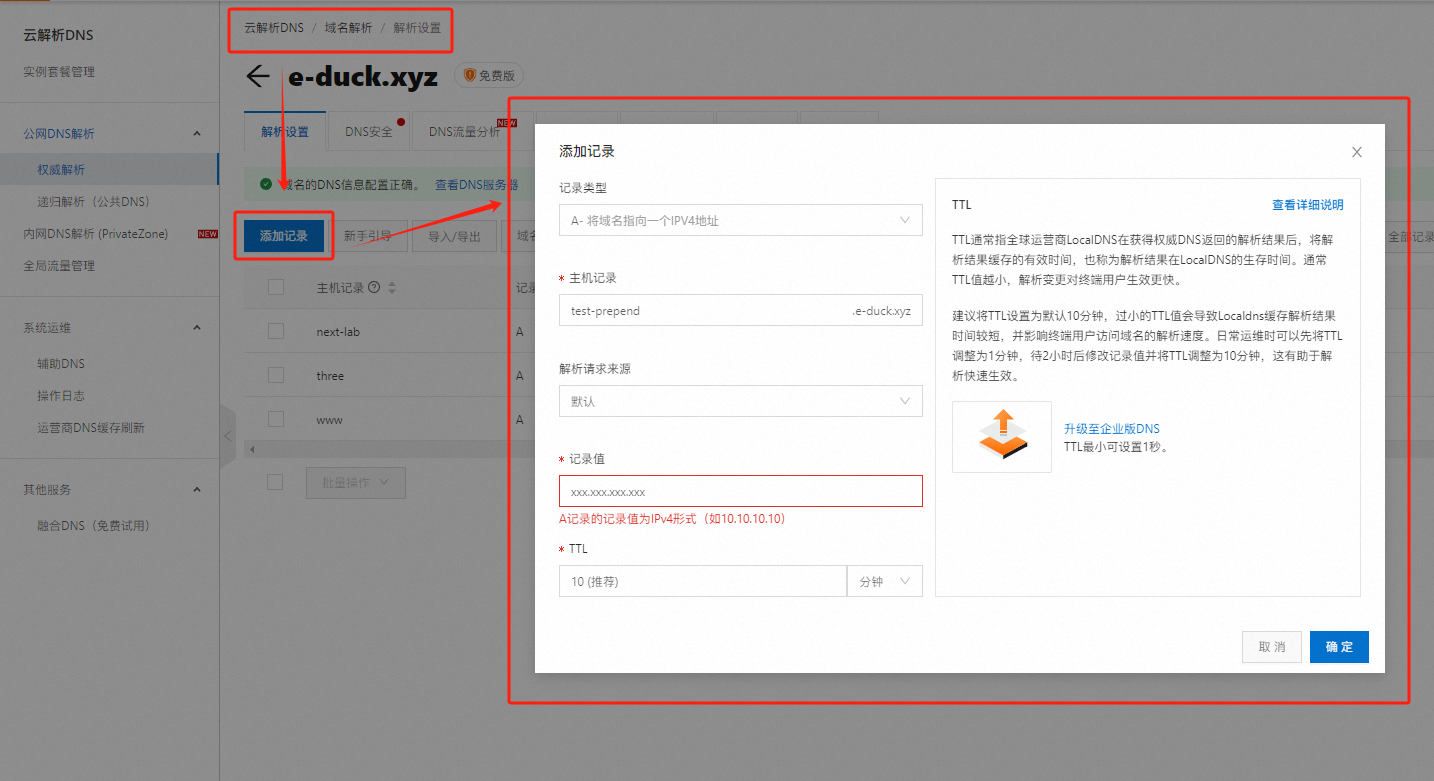 云解析DNS
实例套餐管理
公网DNS解析
权威解析
递归解析（公共DNS）
内网DNS解析 (PrivateZone) NEW
全局流量管理
系统运维
辅助DNS
操作日志
运营商DNS缓存刷新
其他服务
融合DNS（免费试用）
云解析DNS / 域名解析 / 解析设置
e-duck.xyz 免费版
解析设置 DNS安全 DNS流量分析 NEW
域名的DNS信息配置正确。 查看DNS服务器
添加记录 新手引导 导入/导出 域名 全部记录
主机记录 记录
next-lab A
three A
www A
批量操作
添加记录
记录类型
A- 将域名指向一个IPV4地址
* 主机记录
test-prepend .e-duck.xyz
解析请求来源
默认
* 记录值
xxx.xxx.xxx.xxx
A记录的记录值为IPv4形式（如10.10.10.10）
* TTL
10 (推荐) 分钟
TTL 查看详细说明
TTL通常指全球运营商LocalDNS在获得权威DNS返回的解析结果后，将解
析结果缓存的有效时间，也称为解析结果在LocalDNS的生存时间。通常
TTL值越小，解析变更对终端用户生效更快。
建议将TTL设置为默认10分钟，过小的TTL值会导致Localdns缓存解析结果
时间较短，并影响终端用户访问域名的解析速度。日常运维时可以先将TTL
调整为1分钟，待2小时后修改记录值并将TTL调整为10分钟，这有助于解
析快速生效。
升级至企业版DNS
TTL最小可设置1秒。
取 消 确 定